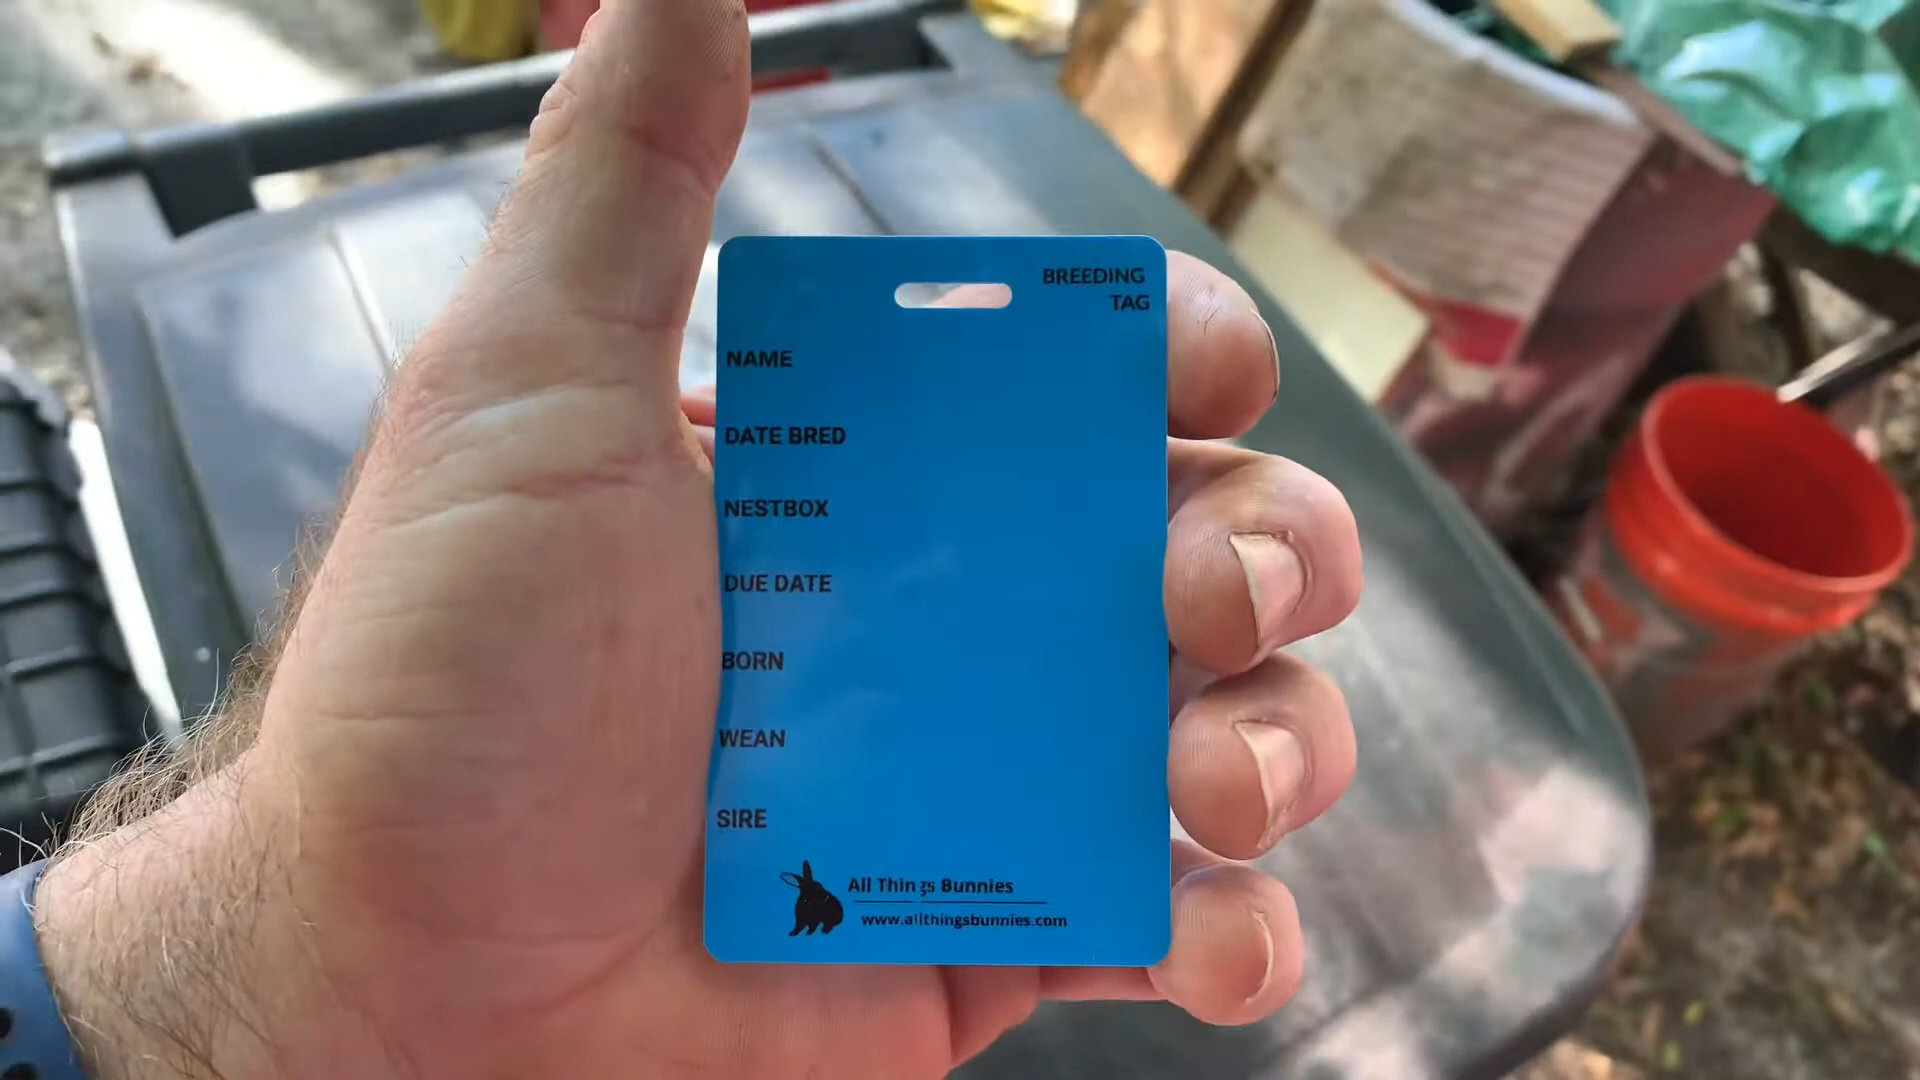 BREEDING
TAG
NAME
DATE BRED
NESTBOX
DUE DATE
BORN
WEAN
SIRE
All Things Bunnies
www.allthingsbunnies.com